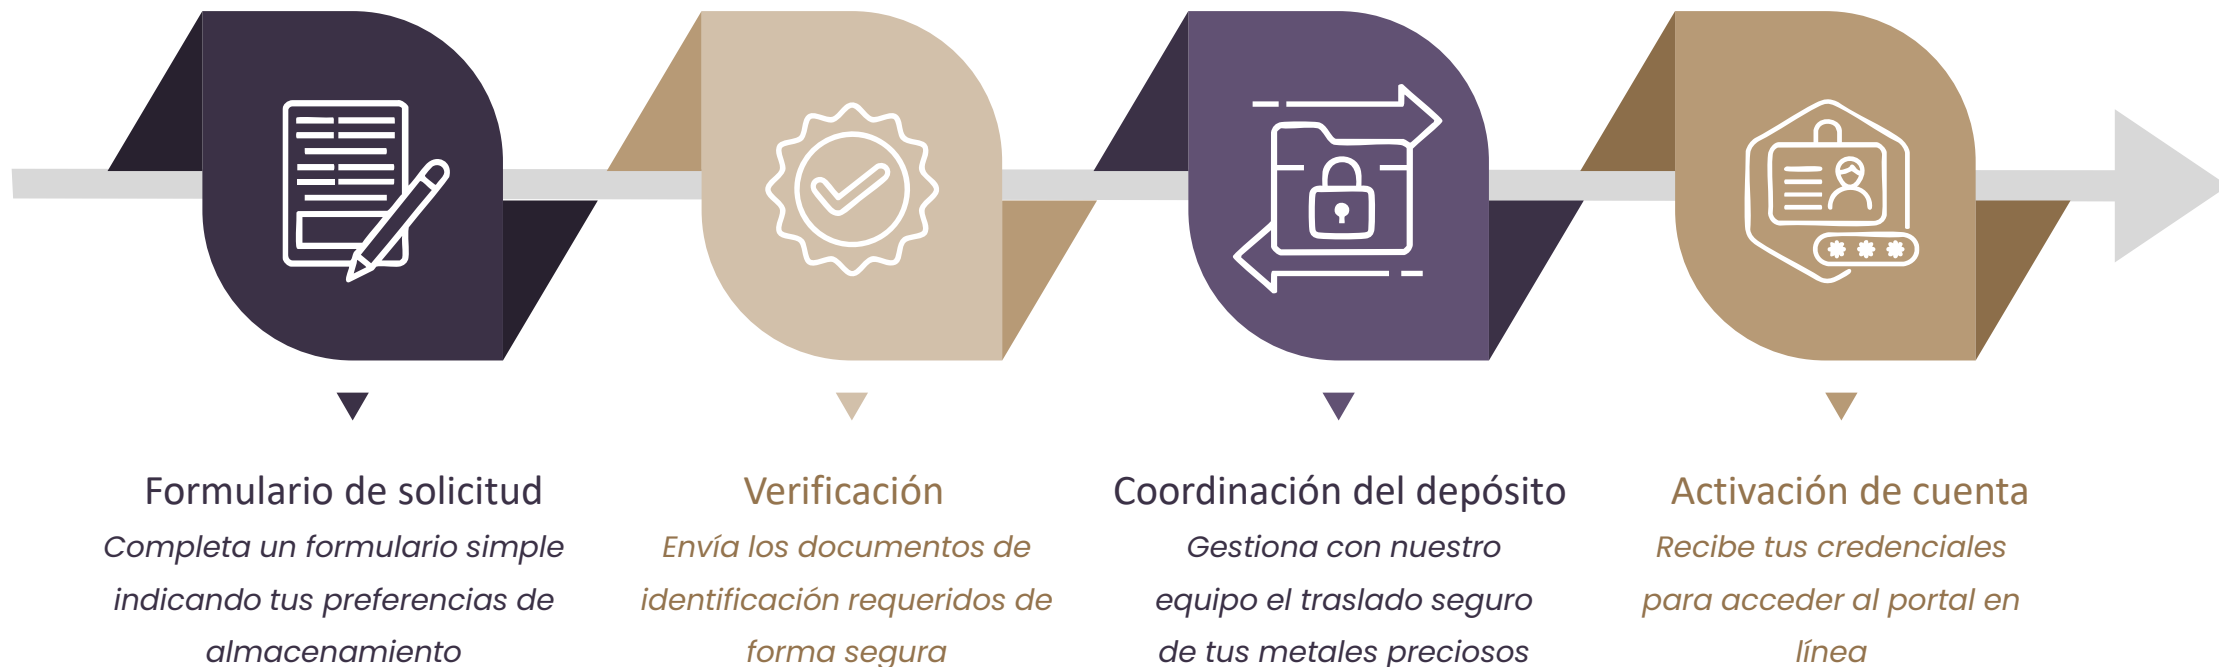 Formulario de solicitud
Completa un formulario simple
indicando tus preferencias de
almacenamiento
Verificación
Envía los documentos de
identificación requeridos de
forma segura
Coordinación del depósito
Gestiona con nuestro
equipo el traslado seguro
de tus metales preciosos
Activación de cuenta
Recibe tus credenciales
para acceder al portal en
línea